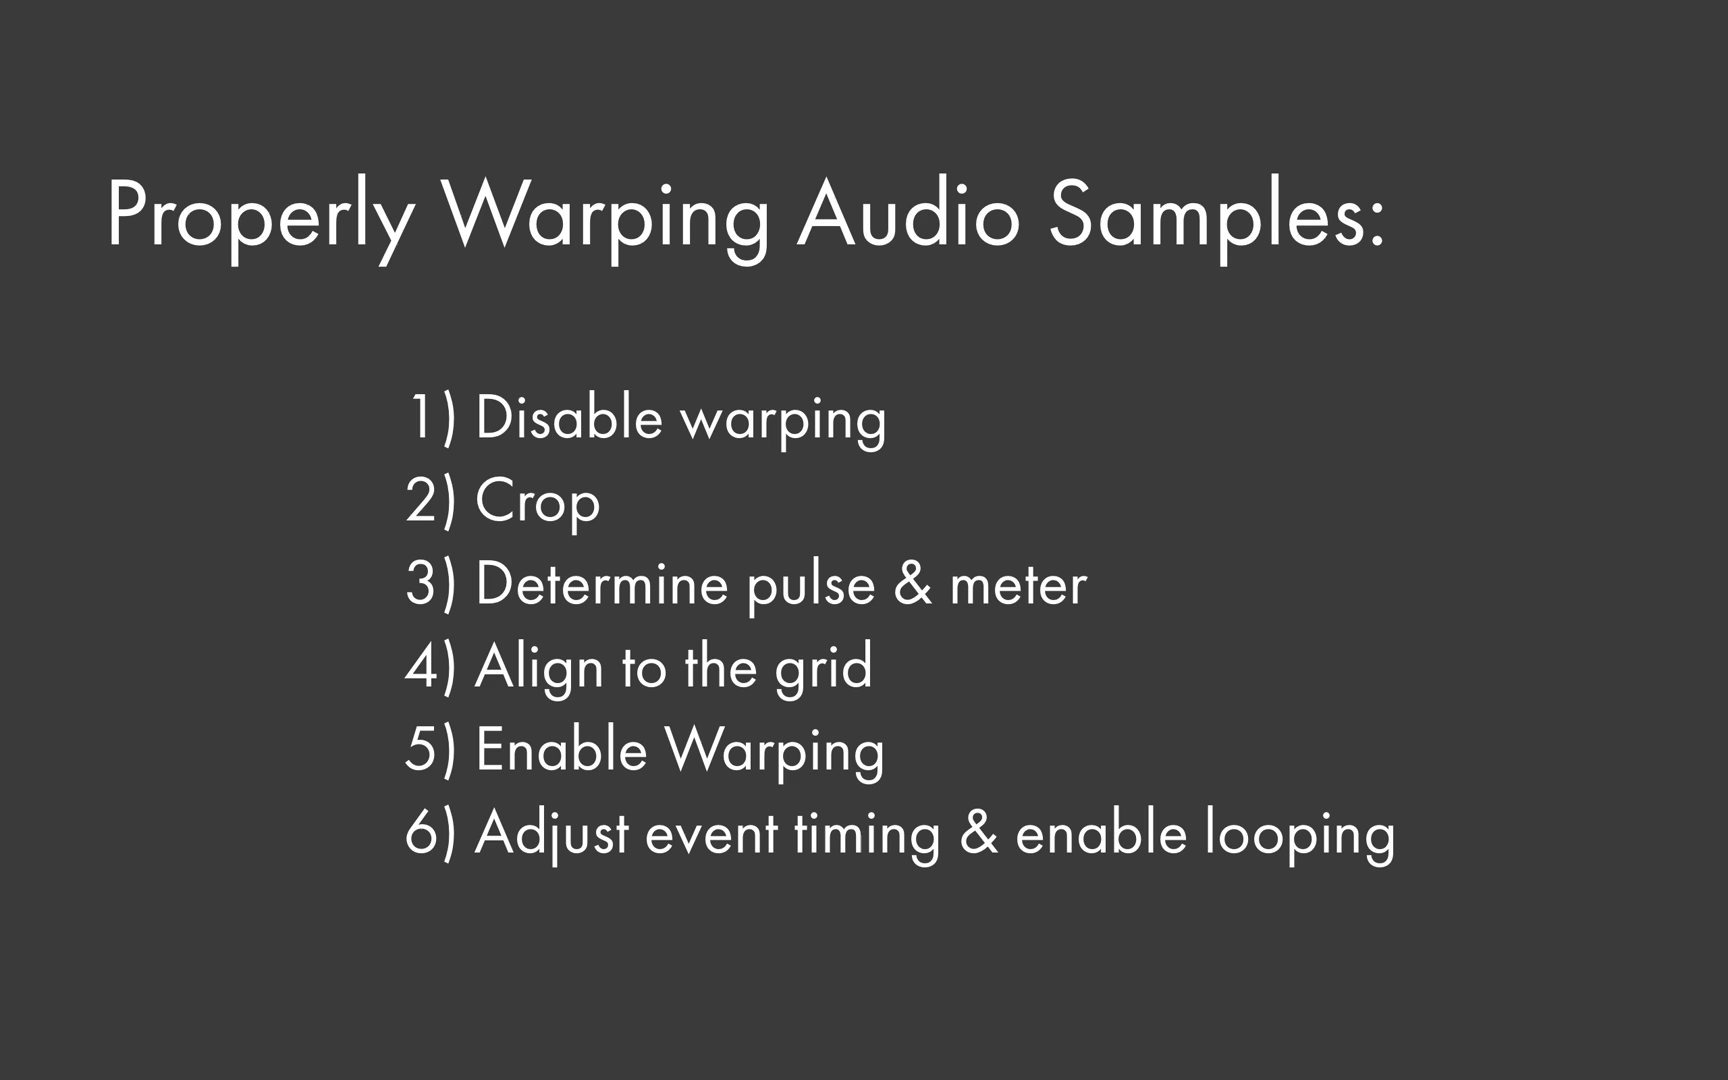 Properly Warping Audio Samples:
1) Disable warping
2) Crop
3) Determine pulse & meter
4) Align to the grid
5) Enable Warping
6) Adjust event timing & enable looping